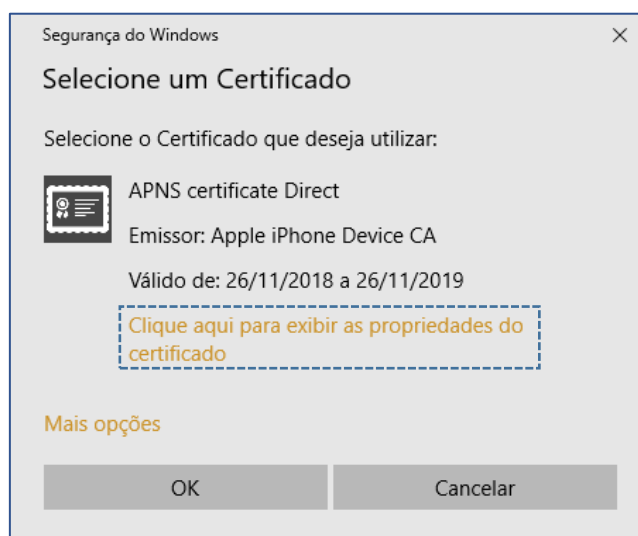 Segurança do Windows
Selecione um Certificado
Selecione o Certificado que deseja utilizar:
APNS certificate Direct
Emissor: Apple iPhone Device CA
Válido de: 26/11/2018 a 26/11/2019
Clique aqui para exibir as propriedades do
certificado
Mais opções
OK
Cancelar